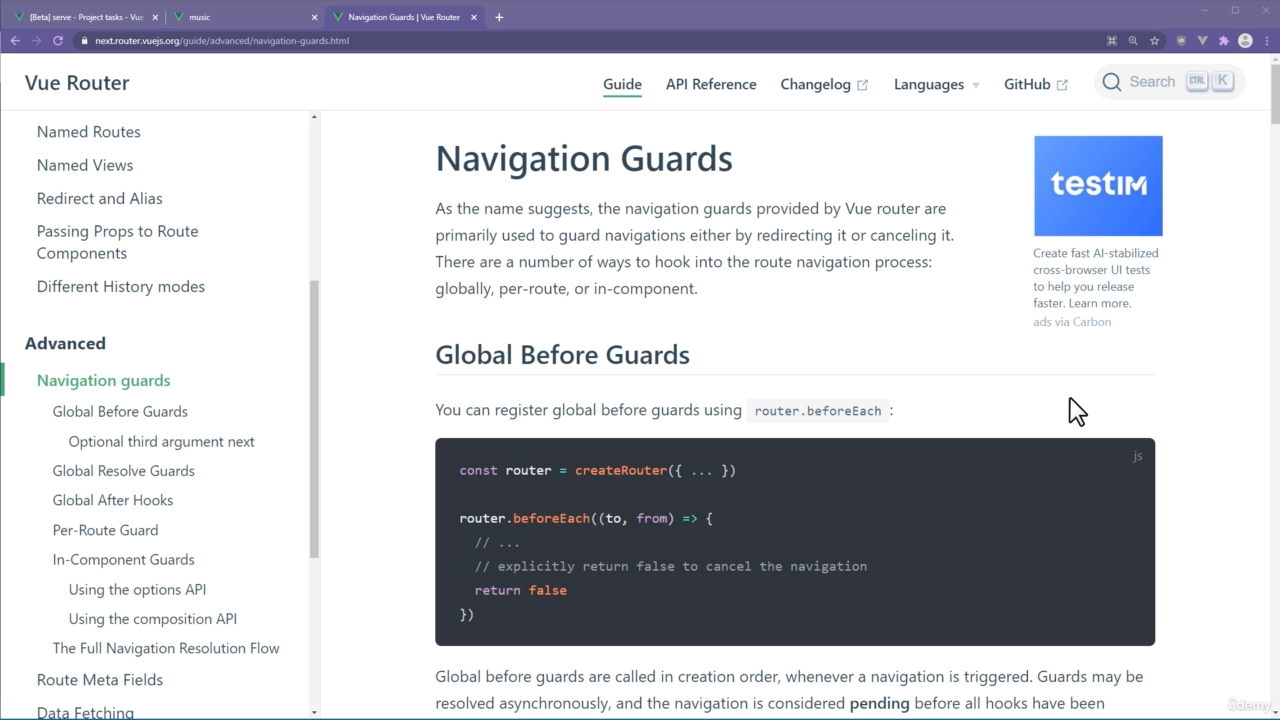 [Beta] serve - Project tasks - Vue
music
Navigation Guards | Vue Router
next.router.vuejs.org/guide/advanced/navigation-guards.html
Vue Router
Guide
API Reference
Changelog
Languages
GitHub
Search
CTRL
K
Named Routes
Named Views
Redirect and Alias
Passing Props to Route
Components
Different History modes
Advanced
Navigation guards
Global Before Guards
Optional third argument next
Global Resolve Guards
Global After Hooks
Per-Route Guard
In-Component Guards
Using the options API
Using the composition API
The Full Navigation Resolution Flow
Route Meta Fields
Data Fetching
Navigation Guards
As the name suggests, the navigation guards provided by Vue router are
primarily used to guard navigations either by redirecting it or canceling it.
There are a number of ways to hook into the route navigation process:
globally, per-route, or in-component.
testim
Create fast AI-stabilized
cross-browser UI tests
to help you release
faster. Learn more.
ads via Carbon
Global Before Guards
You can register global before guards using router.beforeEach :
js
const router = createRouter({ ... })
router.beforeEach((to, from) => {
// ...
// explicitly return false to cancel the navigation
return false
})
Global before guards are called in creation order, whenever a navigation is triggered. Guards may be
resolved asynchronously, and the navigation is considered pending before all hooks have been
ûdemy